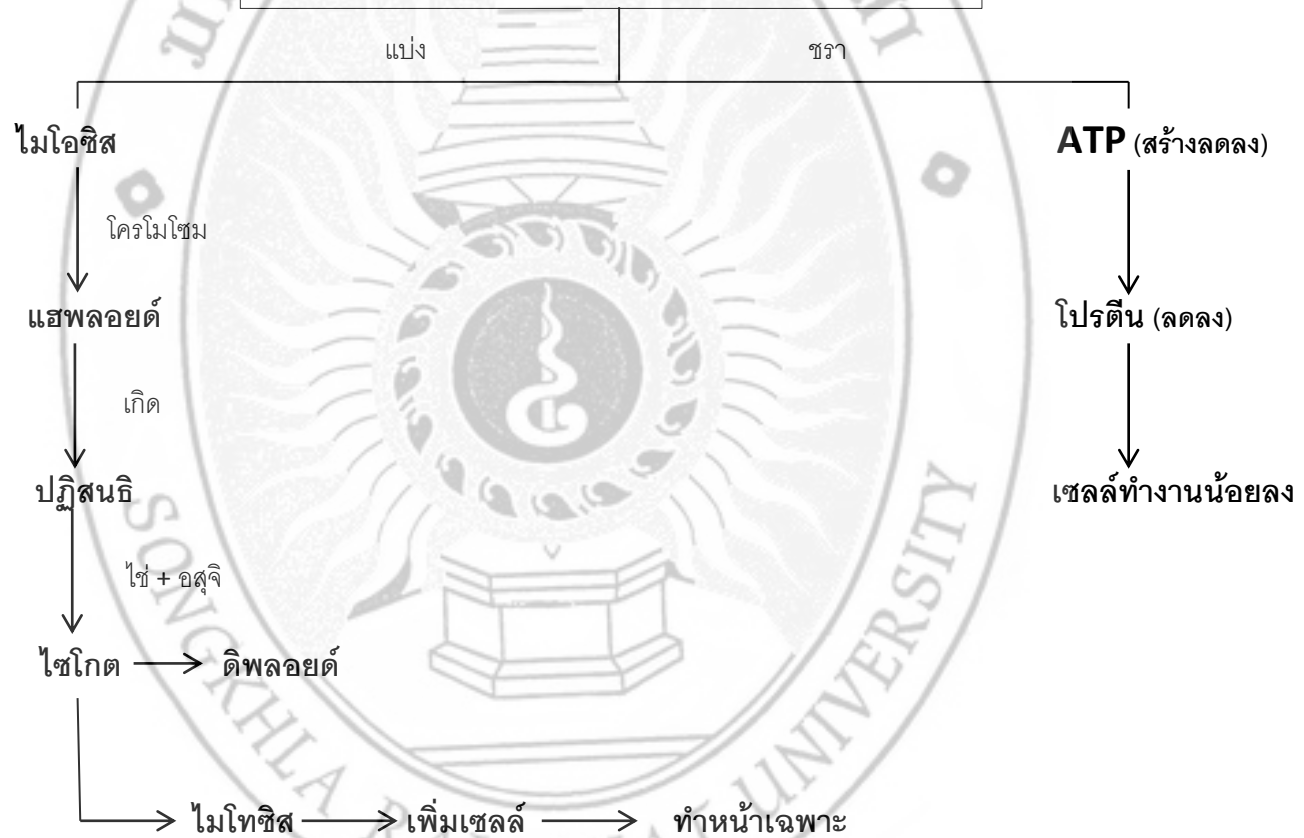 แบ่ง ชรา
ไมโอซิส ATP (สร้างลดลง)
โครโมโซม
แฮพลอยด์ โปรตีน (ลดลง)
เกิด
ปฏิสนธิ เซลล์ทำงานน้อยลง
ไข่ + อสุจิ
ไซโกต ดิพลอยด์
ไมโทซิส เพิ่มเซลล์ ทำหน้าเฉพาะ
SONGKHLA
UNIVERSITY